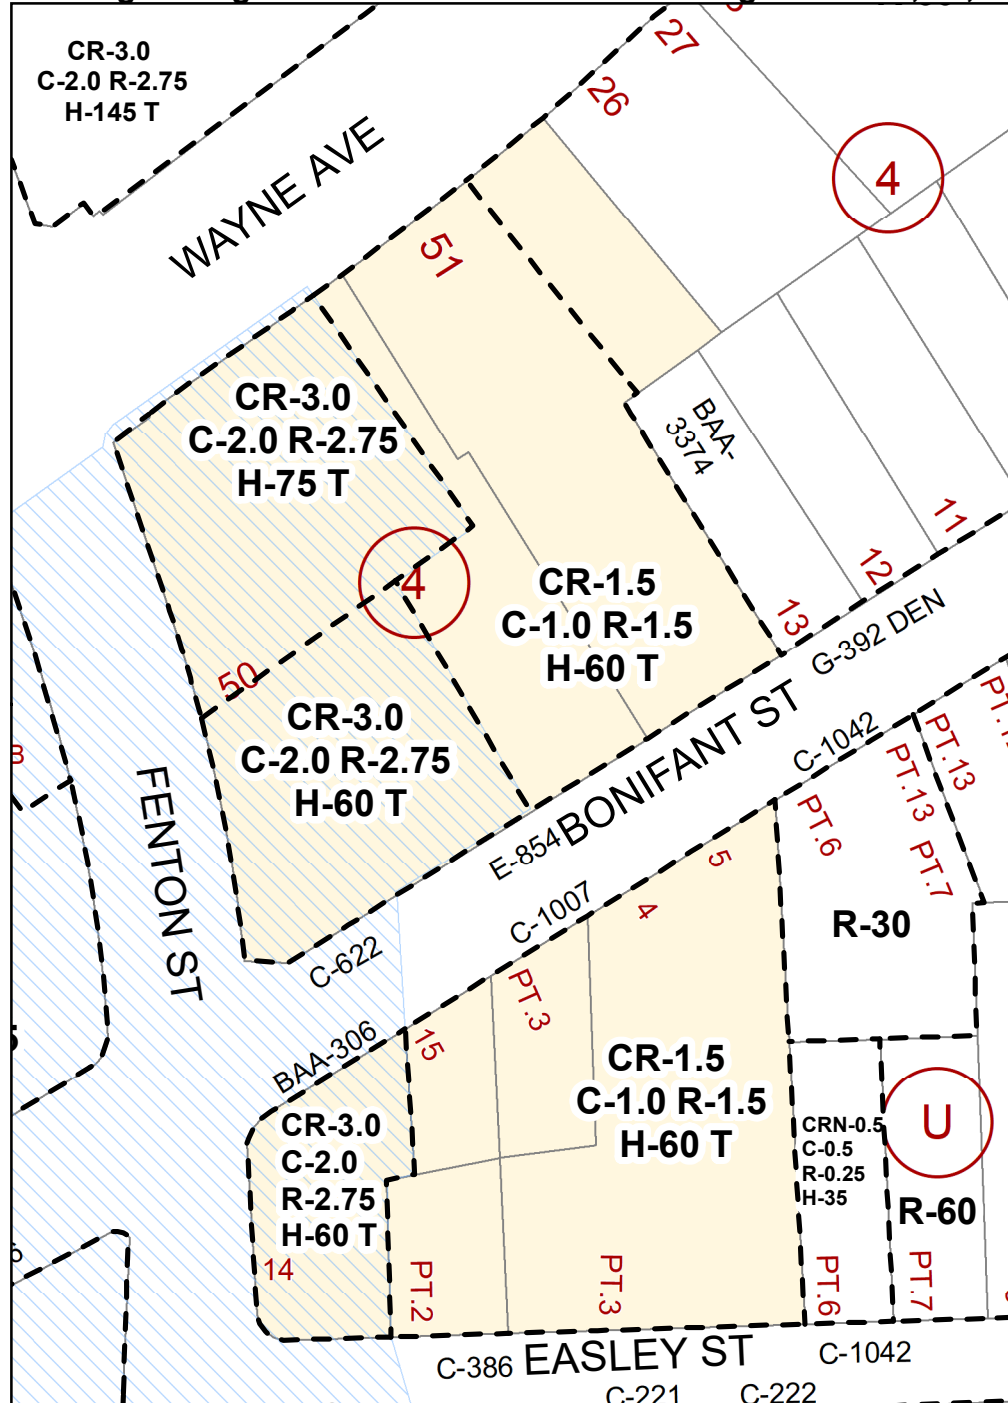 CR-3.0
C-2.0 R-2.75
H-145 T
27
26
WAYNE AVE
4
51
CR-3.0
C-2.0 R-2.75
H-75 T
BAA-
3374
11
12
13
4
CR-1.5
C-1.0 R-1.5
H-60 T
G-392 DEN
50
CR-3.0
C-2.0 R-2.75
H-60 T
BONIFANT ST
C-1042
E-854
FENTON ST
B
PT.13
PT.13
PT.7
PT.6
5
4
C-1007
R-30
C-622
PT.3
15
BAA-306
CR-1.5
C-1.0 R-1.5
H-60 T
CR-3.0
C-2.0
R-2.75
H-60 T
CRN-0.5
C-0.5
R-0.25
H-35
U
R-60
14
PT.2
PT.3
PT.6
PT.7
C-386
EASLEY ST
C-1042
C-221
C-222